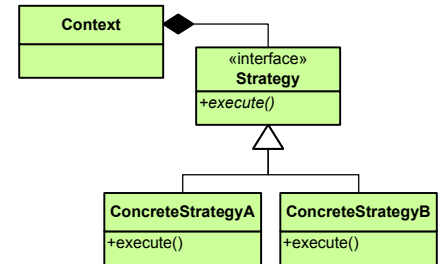 Context
«interface»
Strategy
+execute()
ConcreteStrategyA
+execute()
ConcreteStrategyB
+execute()